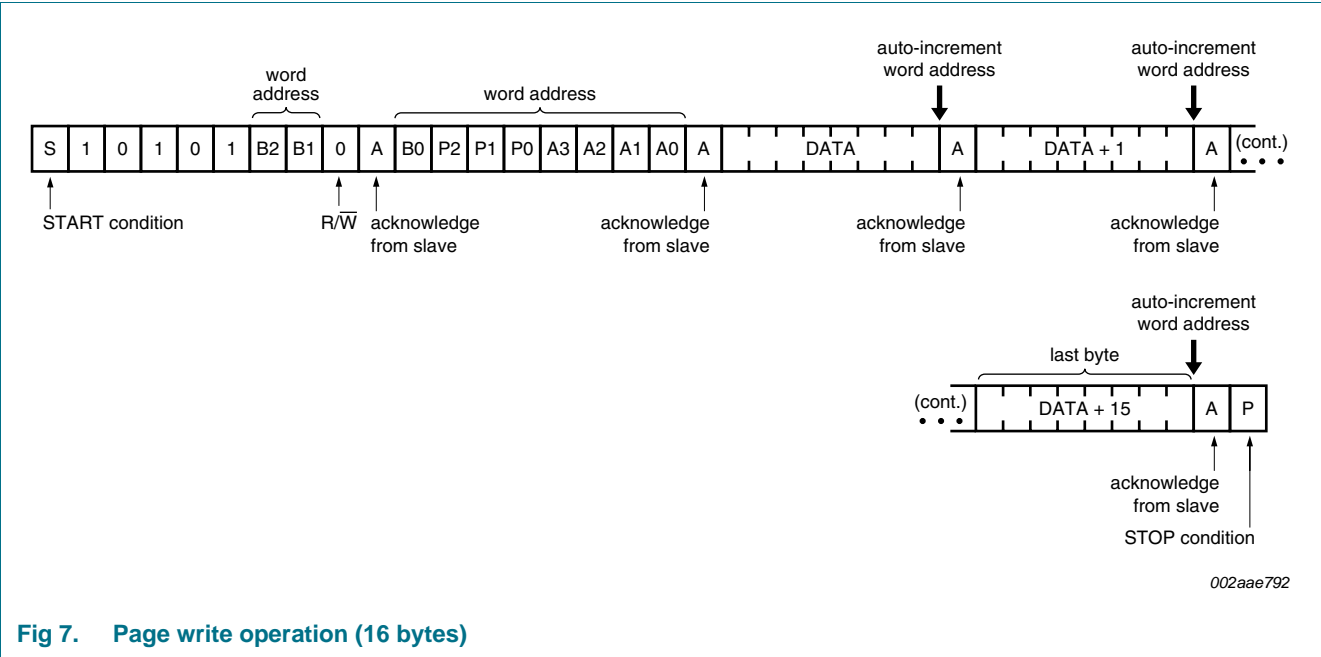 auto-increment
word address
auto-increment
word address
word
address
word address
S 1 0 1 0 1 B2 B1 0 A B0 P2 P1 P0 A3 A2 A1 A0 A DATA A DATA + 1 A (cont.)
START condition
R/W̅
acknowledge
from slave
acknowledge
from slave
acknowledge
from slave
acknowledge
from slave
auto-increment
word address
last byte
(cont.) DATA + 15 A P
acknowledge
from slave
STOP condition
002aae792
Fig 7. Page write operation (16 bytes)